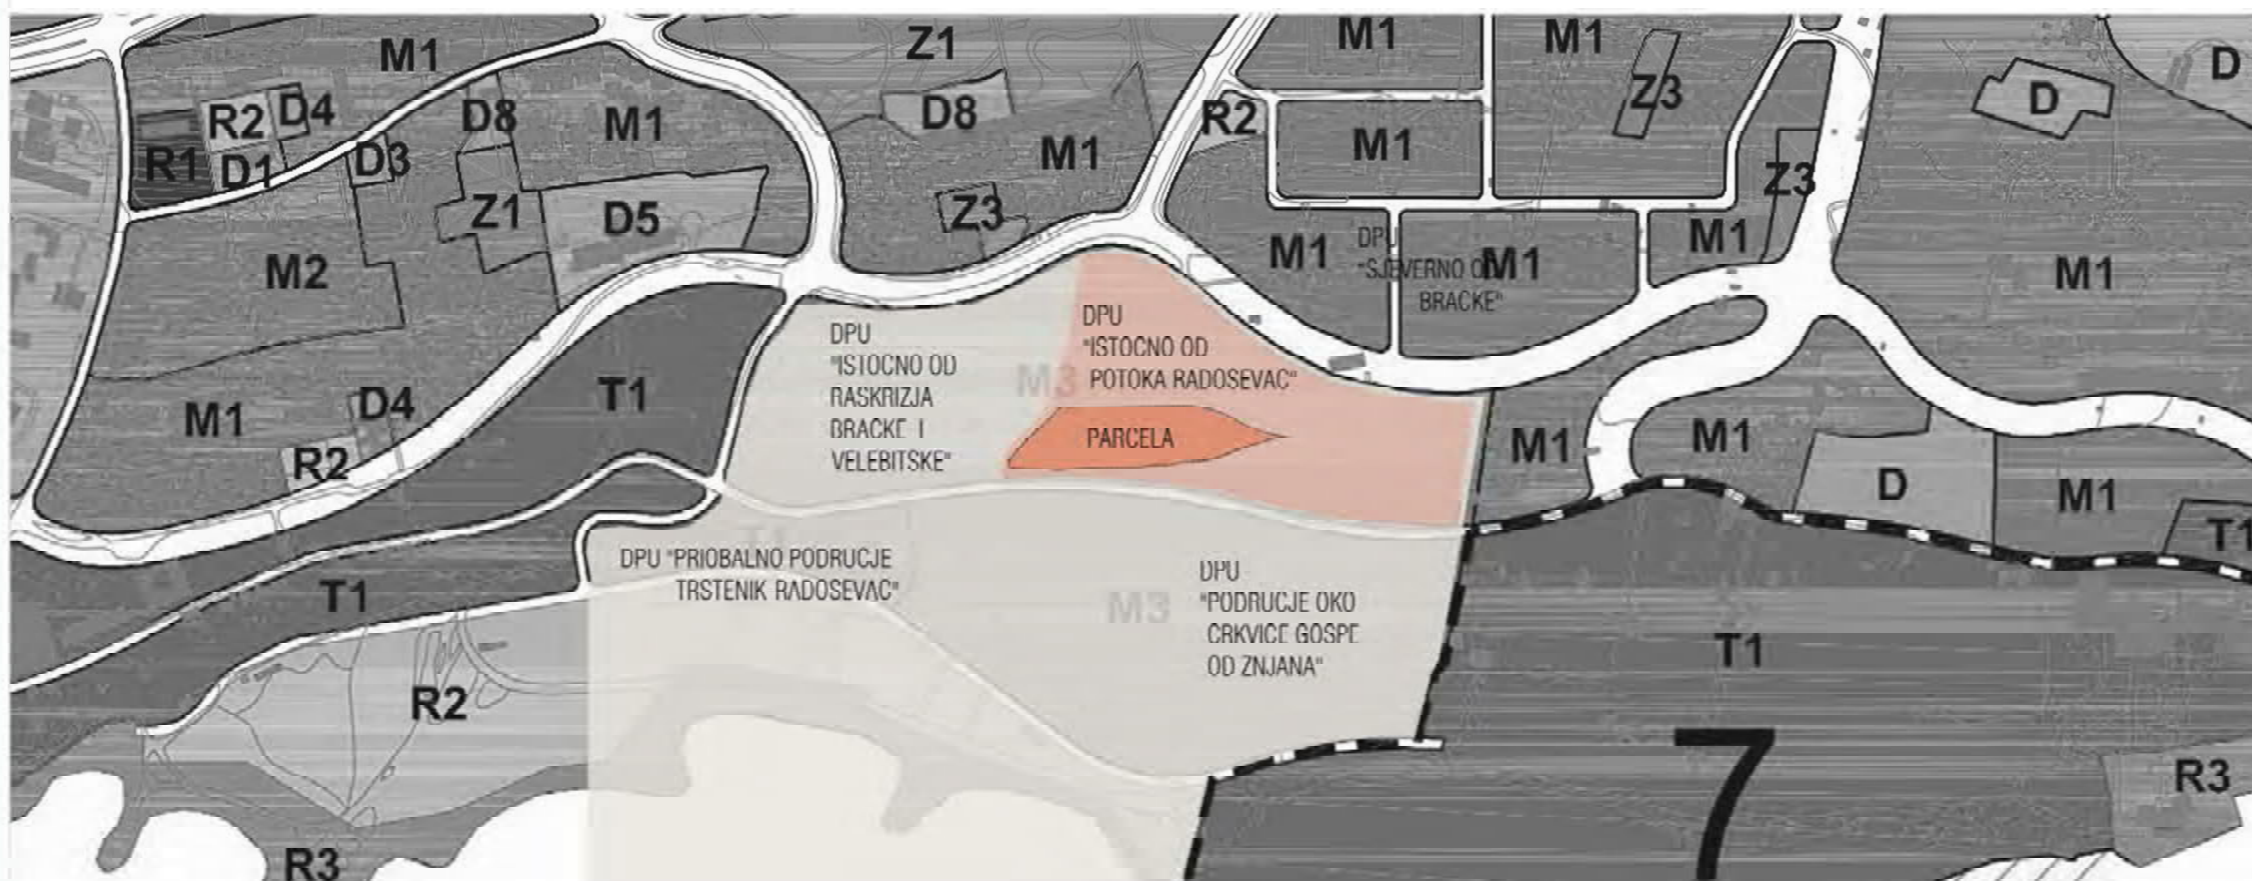 M1
Z1
M1
M1
D
Z3
D
R2
D4
D8
M1
D8
R2
M1
M1
R1
D1
D3
Z3
Z1
D5
Z3
M1
DPU
"SJEVERNO OD
BRACKE"
M1
M1
M1
M2
DPU
"ISTOCNO OD
RASKRIZJA
BRACKE I
VELEBITSKE"
DPU
"ISTOCNO OD
POTOKA RADOSEVAC"
M3
PARCELA
T1
M1
D4
R2
M1
M1
D
M1
T1
T1
DPU "PRIOBALNO PODRUCJE
TRSTENIK RADOSEVAC"
T1
M3
DPU
"PODRUCJE OKO
CRKVICE GOSPE
OD ZNJANA"
T1
R2
7
R3
R3